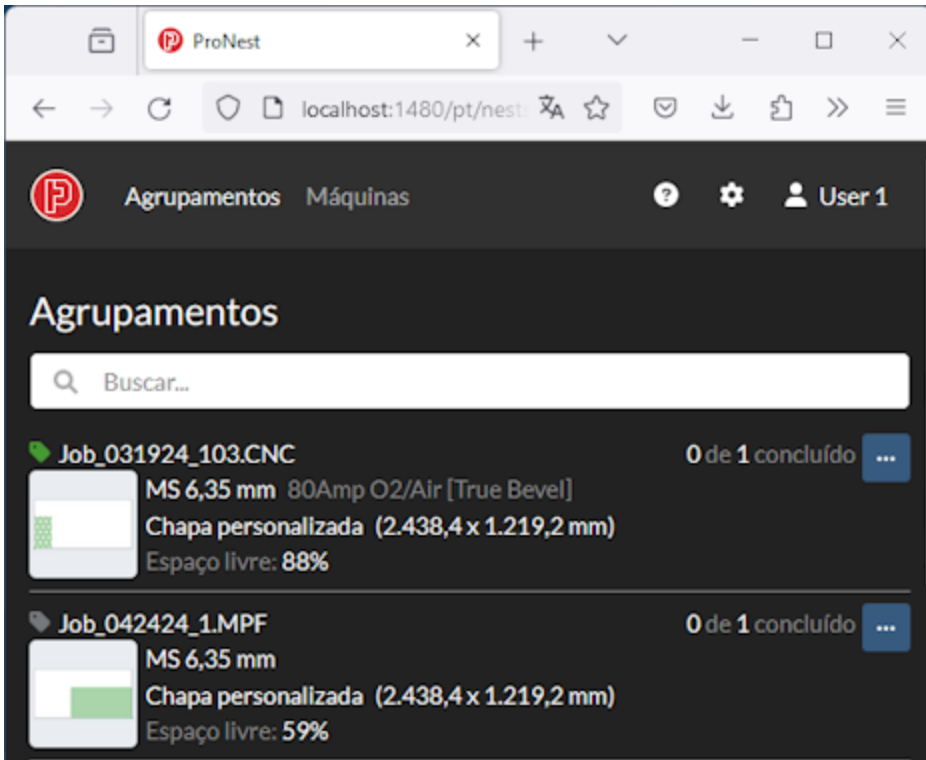 ProNest
localhost:1480/pt/nest
Agrupamentos Máquinas User 1
Agrupamentos
Buscar...
Job_031924_103.CNC 0 de 1 concluído
MS 6,35 mm 80Amp O2/Air [True Bevel]
Chapa personalizada (2.438,4 x 1.219,2 mm)
Espaço livre: 88%
Job_042424_1.MPF 0 de 1 concluído
MS 6,35 mm
Chapa personalizada (2.438,4 x 1.219,2 mm)
Espaço livre: 59%